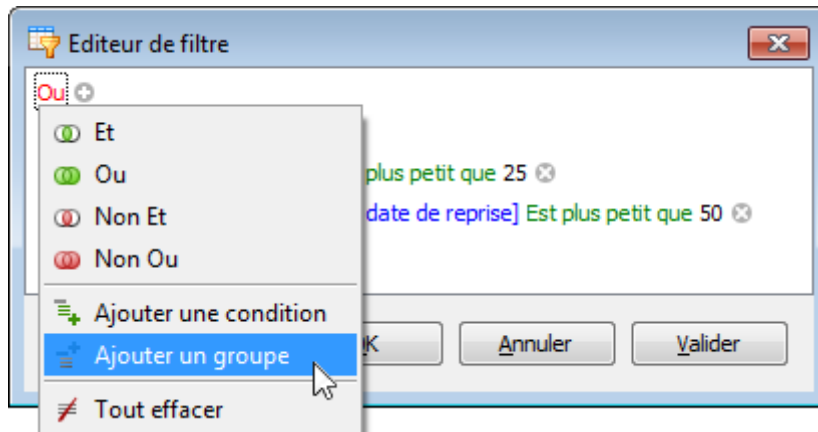 Editeur de filtre
Ou
Et
Ou
plus petit que 25
Non Et
date de reprise] Est plus petit que 50
Non Ou
Ajouter une condition
Ajouter un groupe
K
Annuler
Valider
Tout effacer